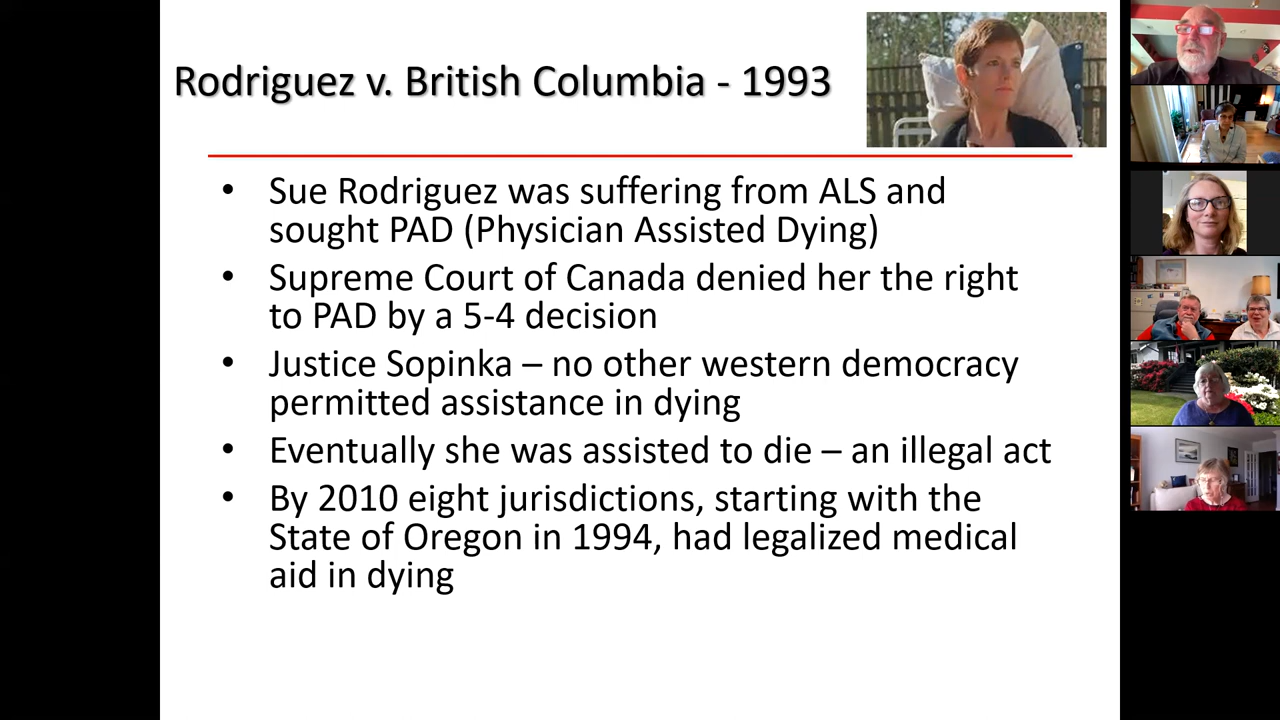 Rodriguez v. British Columbia - 1993
• Sue Rodriguez was suffering from ALS and
sought PAD (Physician Assisted Dying)
• Supreme Court of Canada denied her the right
to PAD by a 5-4 decision
• Justice Sopinka – no other western democracy
permitted assistance in dying
• Eventually she was assisted to die – an illegal act
• By 2010 eight jurisdictions, starting with the
State of Oregon in 1994, had legalized medical
aid in dying